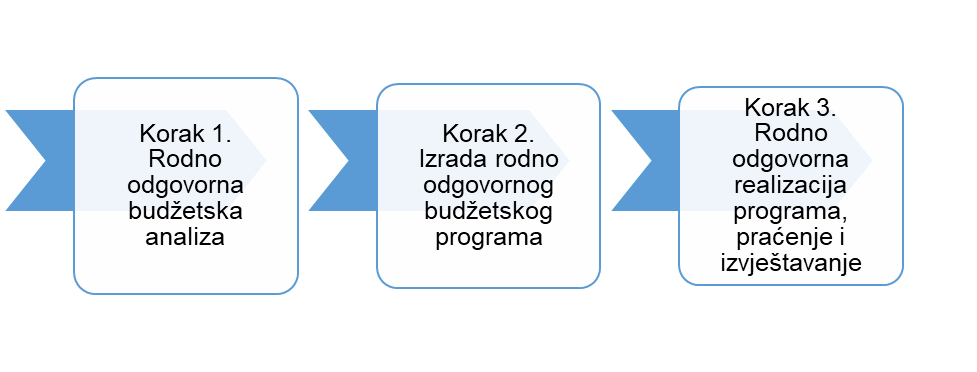 Korak 1.
Rodno
odgovorna
budžetska
analiza
Korak 2.
Izrada rodno
odgovornog
budžetskog
programa
Korak 3.
Rodno
odgovorna
realizacija
programa,
praćenje i
izvještavanje